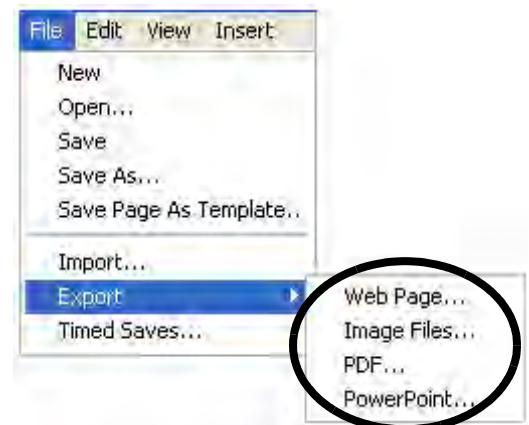 File Edit View Insert
New
Open...
Save
Save As...
Save Page As Template..
Import...
Export
Timed Saves...
Web Page...
Image Files...
PDF...
PowerPoint...